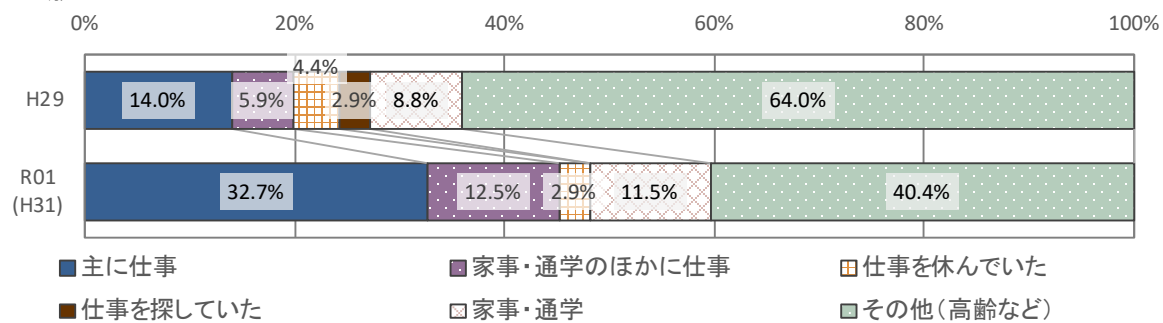 0% 20% 40% 60% 80% 100%
H29 14.0% 5.9% 4.4% 2.9% 8.8% 64.0%
R01
(H31) 32.7% 12.5% 2.9% 11.5% 40.4%
主に仕事 家事・通学のほかに仕事 仕事を休んでいた
仕事を探していた 家事・通学 その他(高齢など)